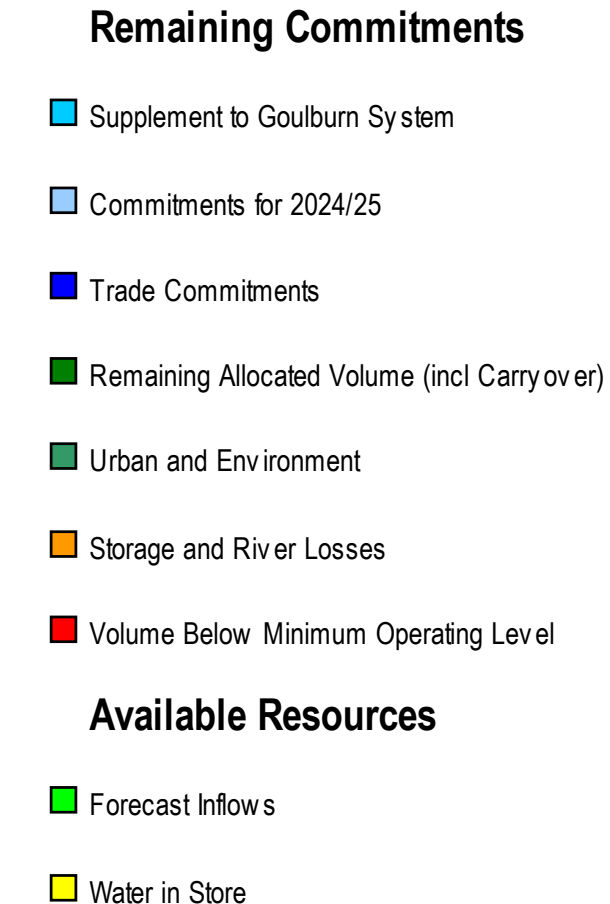 Remaining Commitments
Supplement to Goulburn System
Commitments for 2024/25
Trade Commitments
Remaining Allocated Volume (incl Carryover)
Urban and Environment
Storage and River Losses
Volume Below Minimum Operating Level
Available Resources
Forecast Inflows
Water in Store